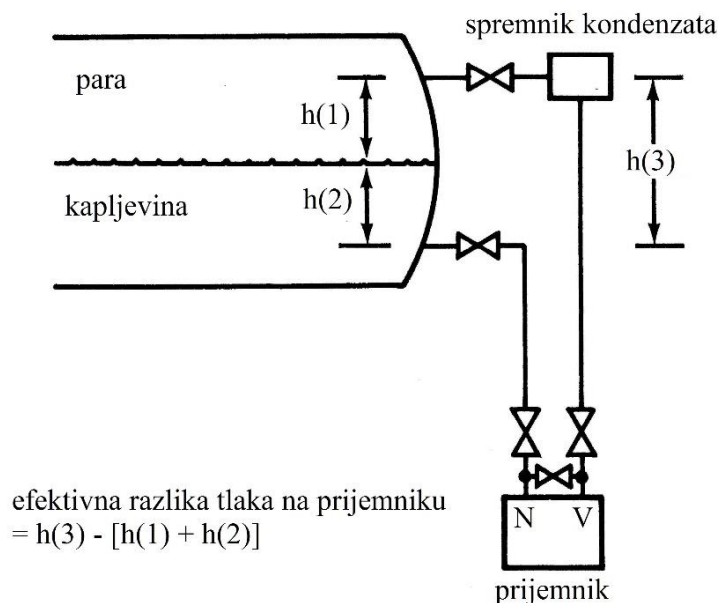 spremnik kondenzata
para
h(1)
h(3)
kapljevina
h(2)
efektivna razlika tlaka na prijemniku
= h(3) - [h(1) + h(2)]
N V
prijemnik